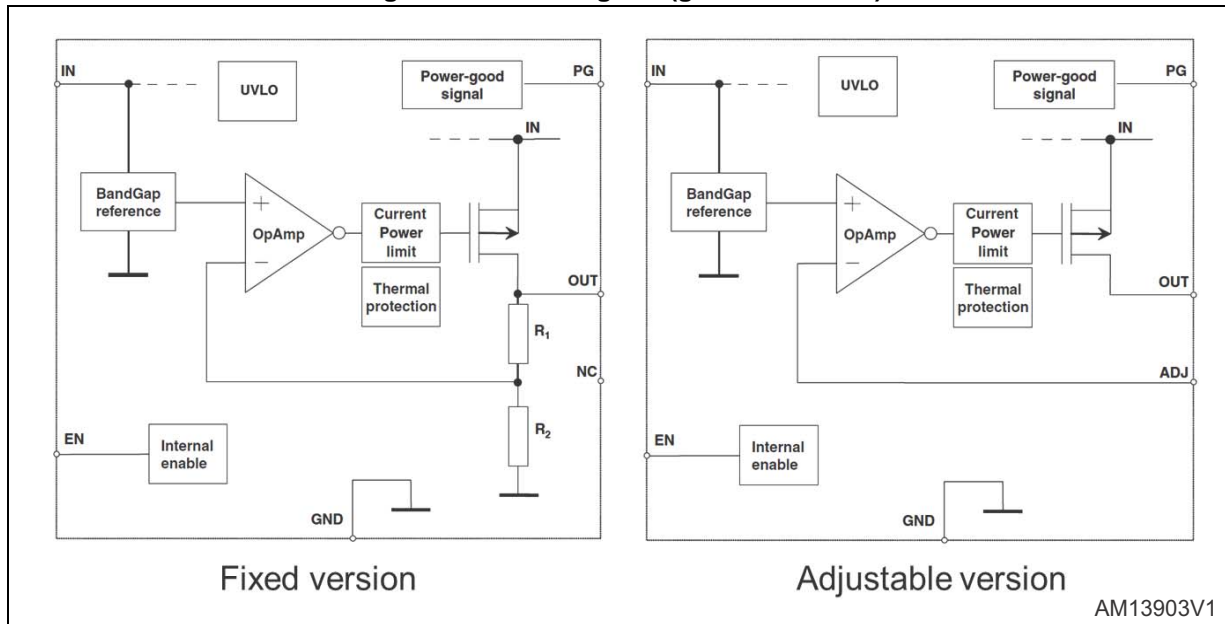 IN
UVLO
Power-good
signal
PG
IN
BandGap
reference
+
OpAmp
−
Current
Power
limit
Thermal
protection
OUT
R1
NC
R2
EN
Internal
enable
GND
Fixed version
IN
UVLO
Power-good
signal
PG
IN
BandGap
reference
+
OpAmp
−
Current
Power
limit
Thermal
protection
OUT
ADJ
EN
Internal
enable
GND
Adjustable version
AM13903V1